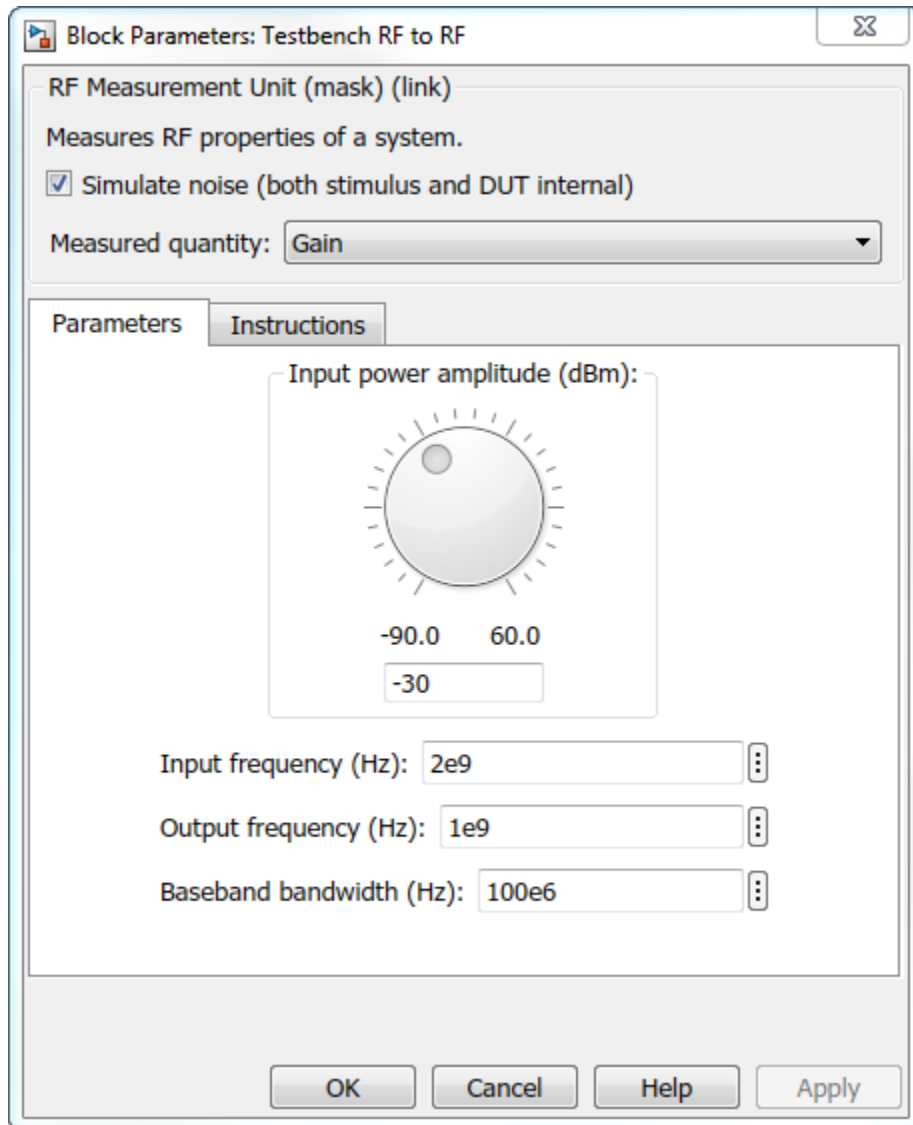 Block Parameters: Testbench RF to RF
RF Measurement Unit (mask) (link)
Measures RF properties of a system.
Simulate noise (both stimulus and DUT internal)
Measured quantity: Gain
Parameters Instructions
Input power amplitude (dBm):
-90.0 60.0
-30
Input frequency (Hz): 2e9
Output frequency (Hz): 1e9
Baseband bandwidth (Hz): 100e6
OK Cancel Help Apply